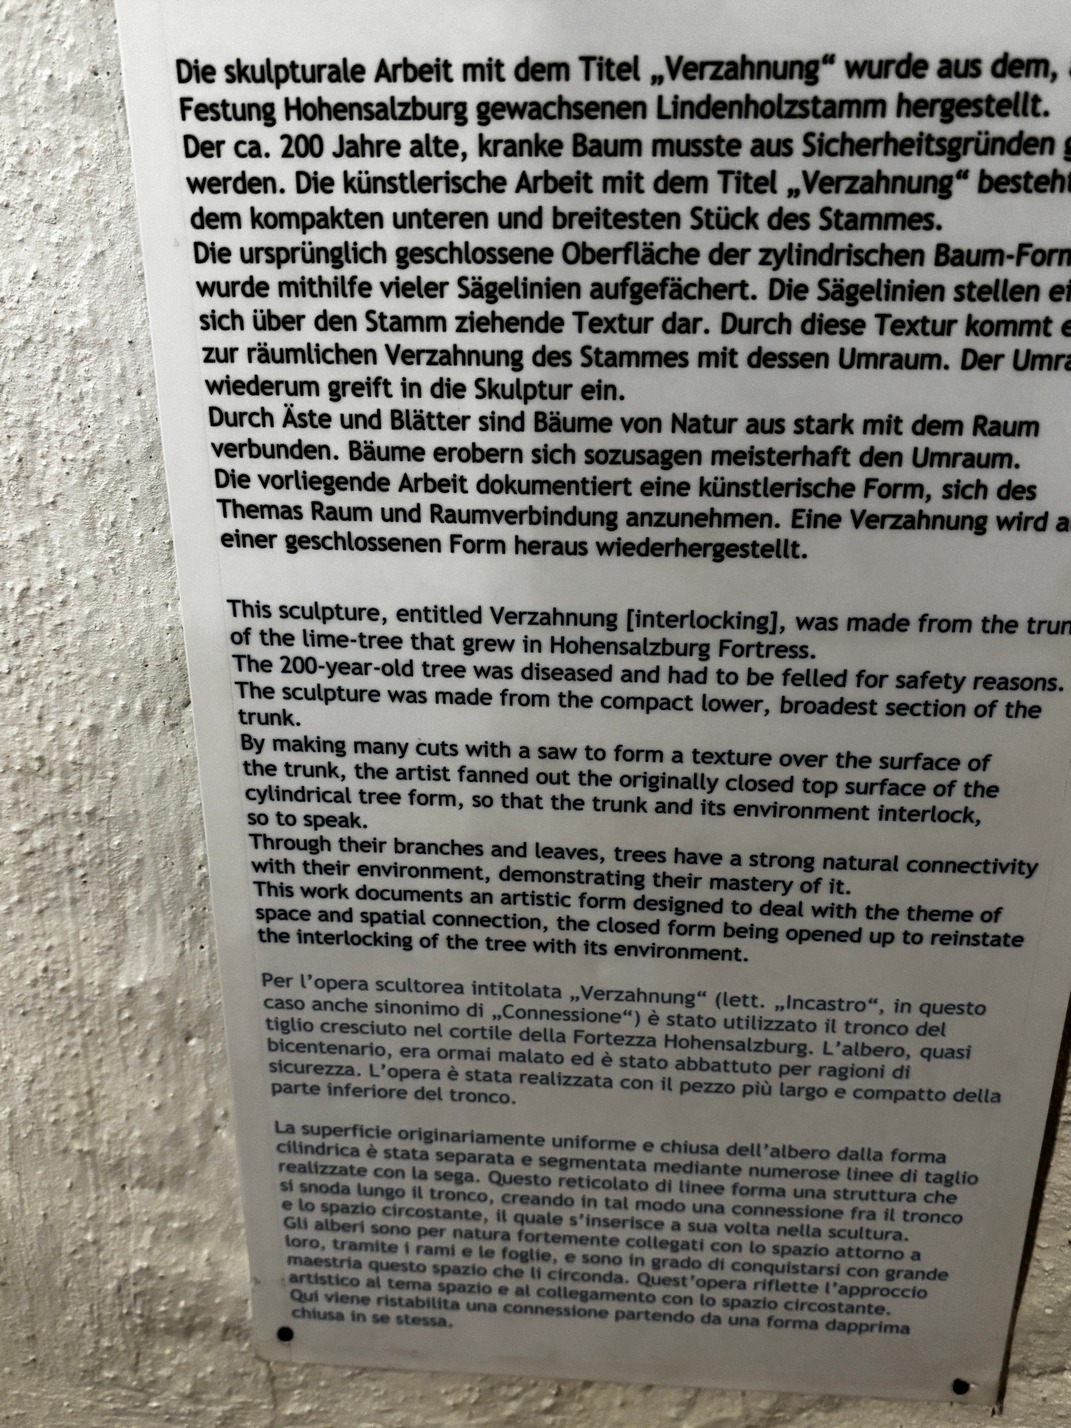 Die skulpturale Arbeit mit dem Titel „Verzahnung“ wurde aus dem,
Festung Hohensalzburg gewachsenen Lindenholzstamm hergestellt.
Der ca. 200 Jahre alte, kranke Baum musste aus Sicherheitsgründen
werden. Die künstlerische Arbeit mit dem Titel „Verzahnung“ besteht
dem kompakten unteren und breitesten Stück des Stammes.
Die ursprünglich geschlossene Oberfläche der zylindrischen Baum-Form
wurde mithilfe vieler Sägelinien aufgefächert. Die Sägelinien stellen
sich über den Stamm ziehende Textur dar. Durch diese Textur kommt
zur räumlichen Verzahnung des Stammes mit dessen Umraum. Der
wiederum greift in die Skulptur ein.
Durch Äste und Blätter sind Bäume von Natur aus stark mit dem Raum
verbunden. Bäume erobern sich sozusagen meisterhaft den Umraum.
Die vorliegende Arbeit dokumentiert eine künstlerische Form, sich des
Themas Raum und Raumverbindung anzunehmen. Eine Verzahnung wird
einer geschlossenen Form heraus wiederhergestellt.
This sculpture, entitled Verzahnung [interlocking], was made from the
of the lime-tree that grew in Hohensalzburg Fortress.
The 200-year-old tree was diseased and had to be felled for safety reasons.
The sculpture was made from the compact lower, broadest section of the
trunk.
By making many cuts with a saw to form a texture over the surface of
the trunk, the artist fanned out the originally closed top surface of the
cylindrical tree form, so that the trunk and its environment interlock,
so to speak.
Through their branches and leaves, trees have a strong natural connectivity
with their environment, demonstrating their mastery of it.
This work documents an artistic form designed to deal with the theme of
space and spatial connection, the closed form being opened up to reinstate
the interlocking of the tree with its environment.
Per l’opera scultorea intitolata „Verzahnung“ (lett. „Incastro“, in questo
caso anche sinonimo di „Connessione“) è stato utilizzato il tronco del
tiglio cresciuto nel cortile della Fortezza Hohensalzburg. L’albero, quasi
bicentenario, era ormai malato ed è stato abbattuto per ragioni di
sicurezza. L’opera è stata realizzata con il pezzo più largo e compatto della
parte inferiore del tronco.
La superficie originariamente uniforme e chiusa dell’albero dalla forma
cilindrica è stata separata e segmentata mediante numerose linee di taglio
realizzate con la sega. Questo reticolato di linee forma una struttura che
si snoda lungo il tronco, creando in tal modo una connessione fra il tronco
e lo spazio circostante, il quale s’inserisce a sua volta nella scultura.
Gli alberi sono per natura fortemente collegati con lo spazio attorno a
loro, tramite i rami e le foglie, e sono in grado di conquistarsi con grande
maestria questo spazio che li circonda. Quest’opera riflette l’approccio
artistico al tema spazio e al collegamento con lo spazio circostante.
Qui viene ristabilita una connessione partendo da una forma dapprima
chiusa in se stessa.